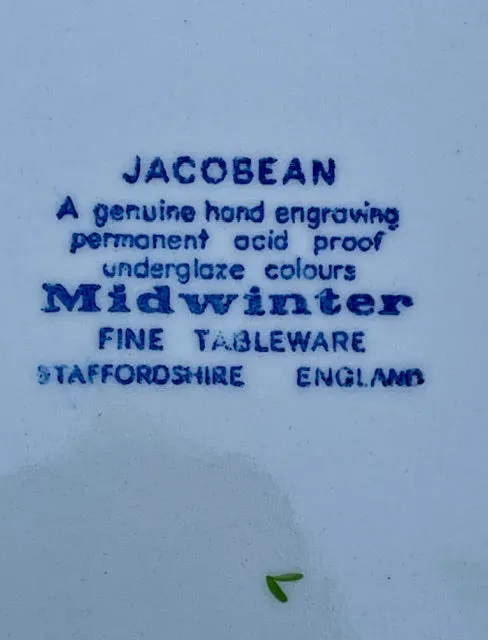 JACOBEAN
A genuine hand engraving
permanent acid proof
underglaze colours
Midwinter
FINE TABLEWARE
STAFFORDSHIRE ENGLAND